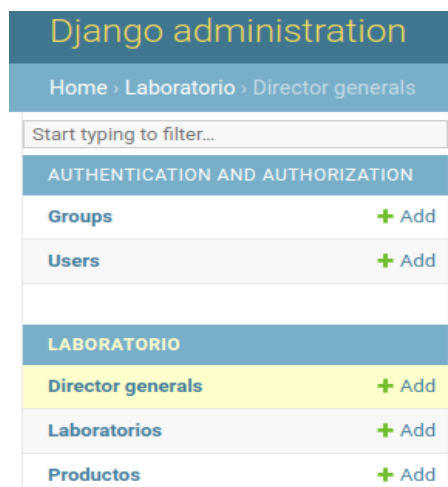 Django administration
Home › Laboratorio › Director generals
Start typing to filter...
AUTHENTICATION AND AUTHORIZATION
Groups + Add
Users + Add
LABORATORIO
Director generals + Add
Laboratorios + Add
Productos + Add